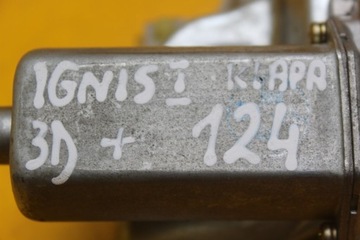 IGNIS I KLAPA
3D + 124